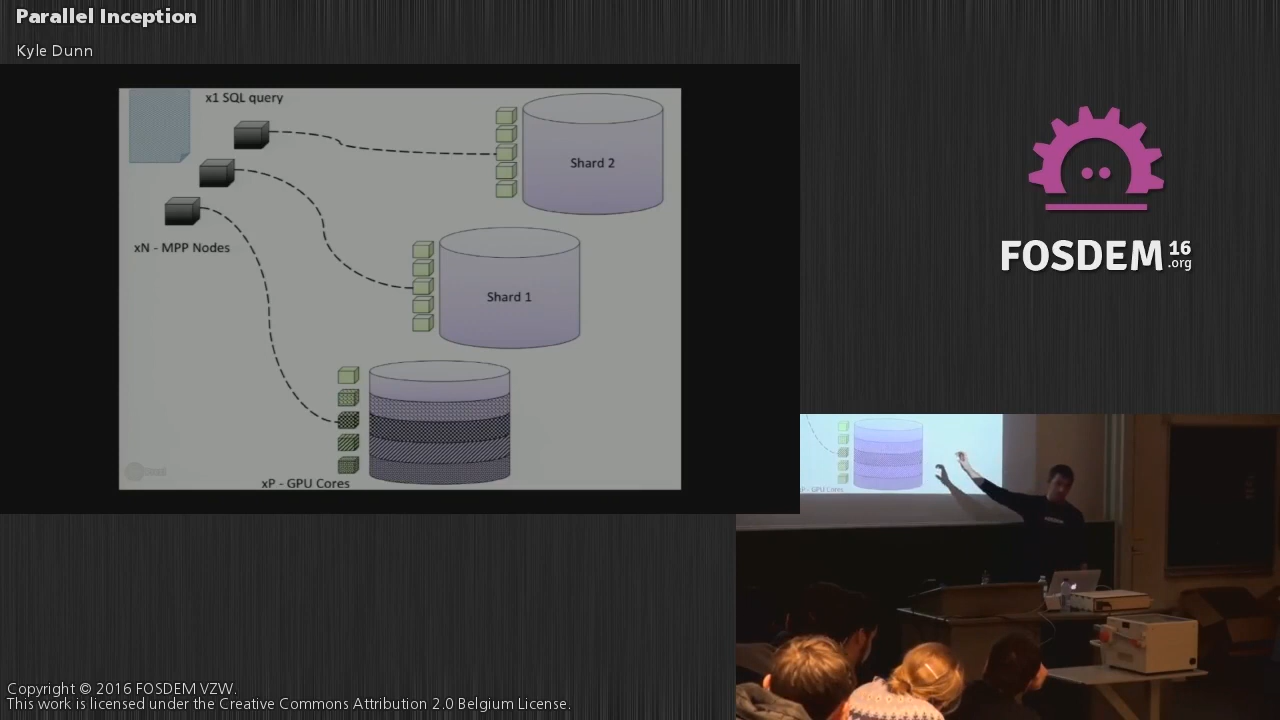 Parallel Inception
Kyle Dunn
x1 SQL query
Shard 2
xN - MPP Nodes
Shard 1
xP - GPU Cores
FOSDEM 16
.org
Copyright © 2016 FOSDEM VZW.
This work is licensed under the Creative Commons Attribution 2.0 Belgium License.